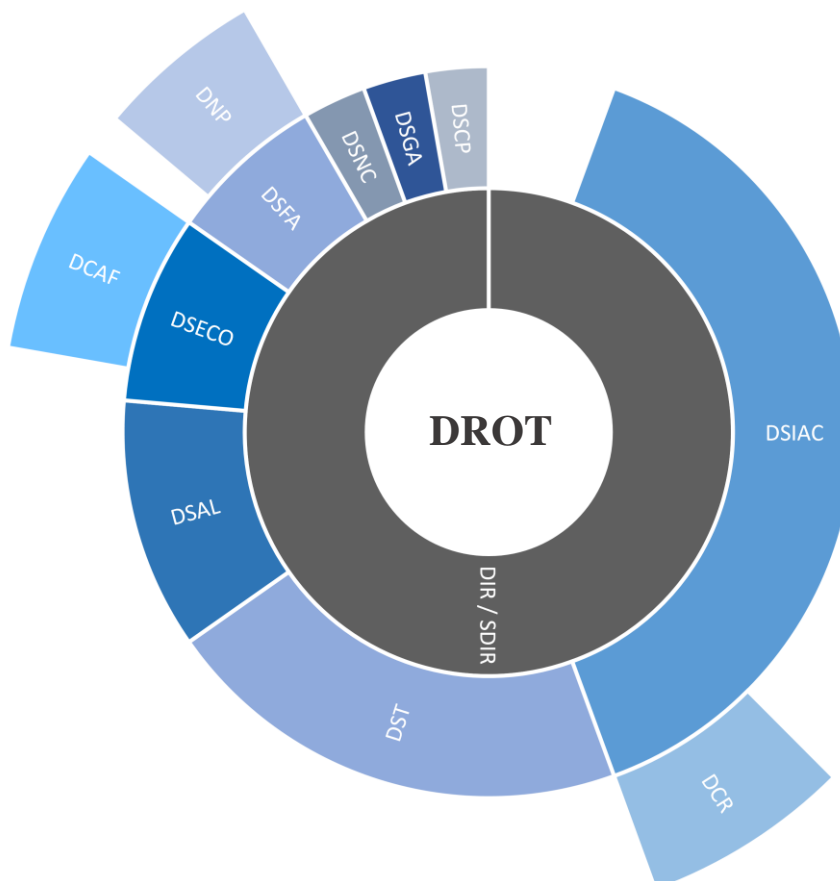 DROT
DIR / SDIR
DSIAC
DCR
DST
DSAL
DSECO
DCAF
DSFA
DNP
DSNC
DSGA
DSCP